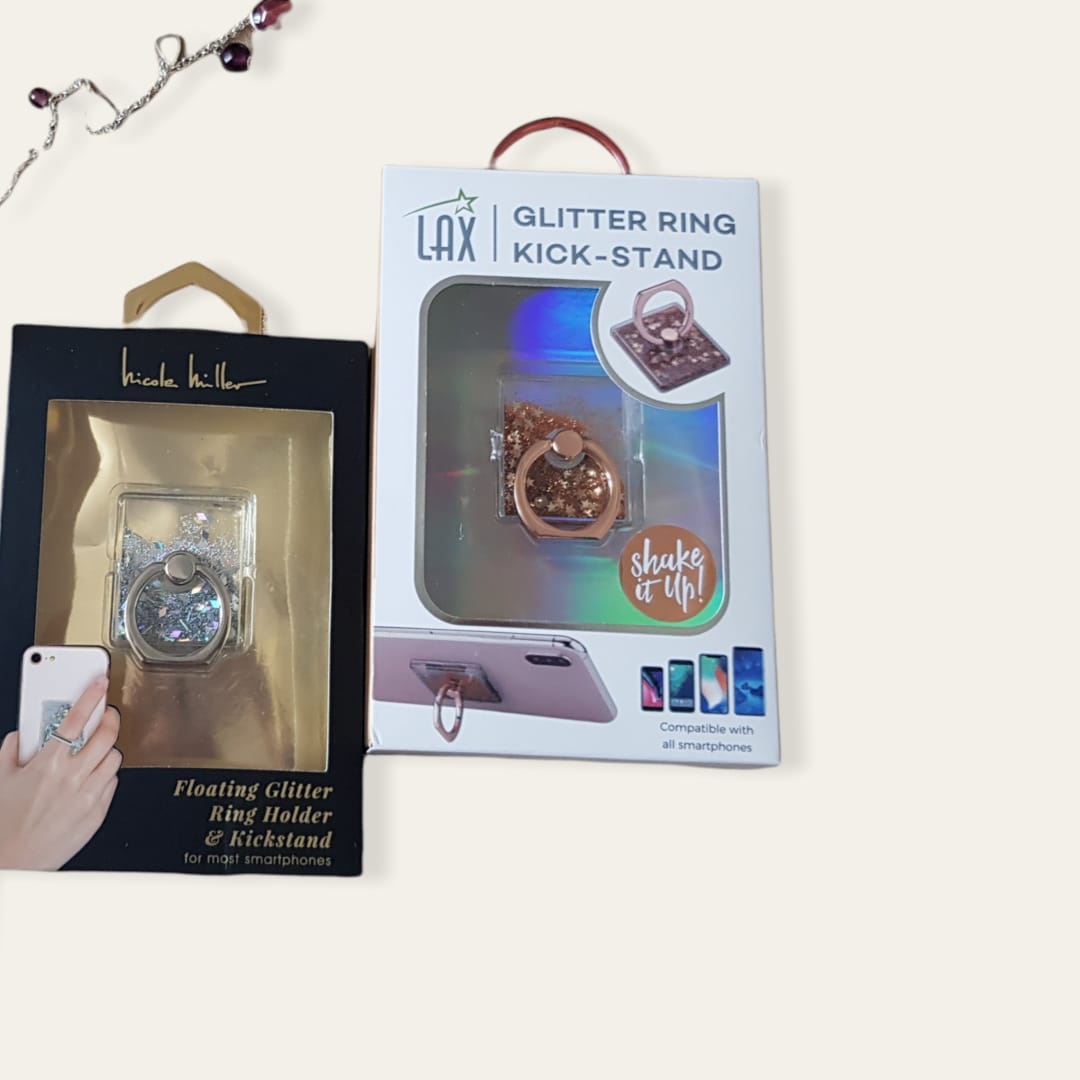 nicole miller
Floating Glitter
Ring Holder
& Kickstand
for most smartphones
LAX
GLITTER RING
KICK-STAND
shake
it Up!
Compatible with
all smartphones